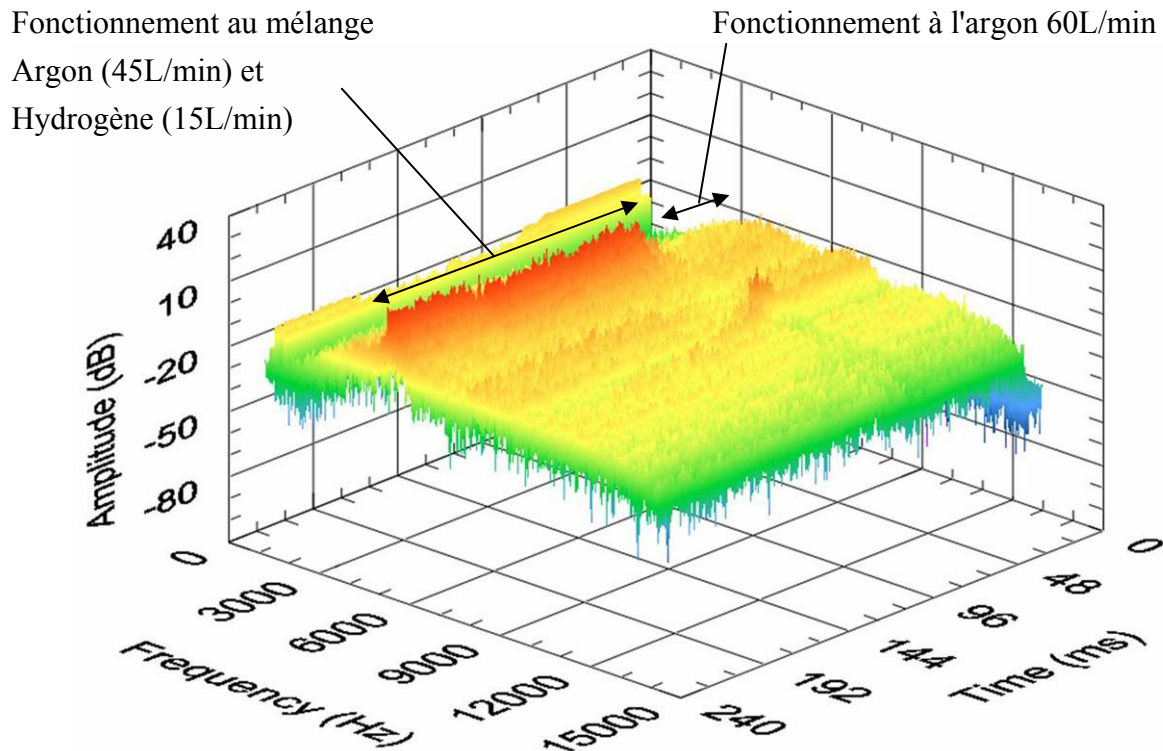 Fonctionnement au mélange
Argon (45L/min) et
Hydrogène (15L/min)
Fonctionnement à l'argon 60L/min
40
10
-20
-50
-80
Amplitude (dB)
0
3000
6000
9000
12000
15000
Frequency (Hz)
0
48
96
144
192
240
Time (ms)